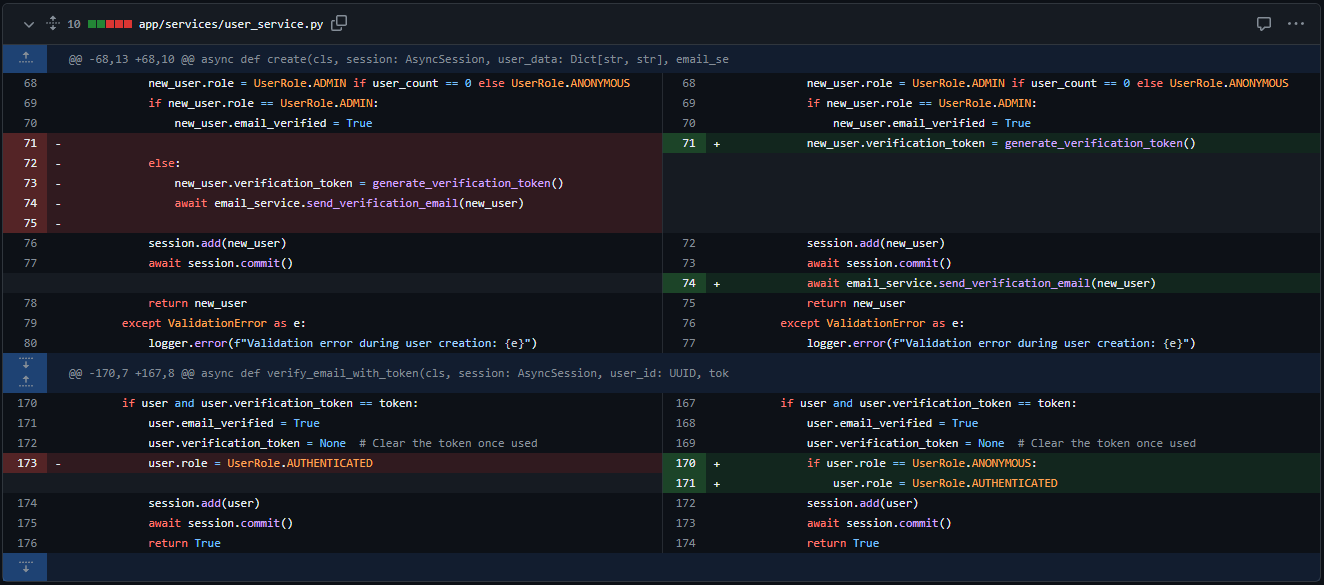 10 app/services/user_service.py
@@ -68,13 +68,10 @@ async def create(cls, session: AsyncSession, user_data: Dict[str, str], email_se
68 new_user.role = UserRole.ADMIN if user_count == 0 else UserRole.ANONYMOUS
69 if new_user.role == UserRole.ADMIN:
70 new_user.email_verified = True
71 -
72 - else:
73 - new_user.verification_token = generate_verification_token()
74 - await email_service.send_verification_email(new_user)
75 -
76 session.add(new_user)
77 await session.commit()
78 return new_user
79 except ValidationError as e:
80 logger.error(f"Validation error during user creation: {e}")
68 new_user.role = UserRole.ADMIN if user_count == 0 else UserRole.ANONYMOUS
69 if new_user.role == UserRole.ADMIN:
70 new_user.email_verified = True
71 + new_user.verification_token = generate_verification_token()
72 session.add(new_user)
73 await session.commit()
74 + await email_service.send_verification_email(new_user)
75 return new_user
76 except ValidationError as e:
77 logger.error(f"Validation error during user creation: {e}")
@@ -170,7 +167,8 @@ async def verify_email_with_token(cls, session: AsyncSession, user_id: UUID, tok
170 if user and user.verification_token == token:
171 user.email_verified = True
172 user.verification_token = None # Clear the token once used
173 - user.role = UserRole.AUTHENTICATED
174 session.add(user)
175 await session.commit()
176 return True
167 if user and user.verification_token == token:
168 user.email_verified = True
169 user.verification_token = None # Clear the token once used
170 + if user.role == UserRole.ANONYMOUS:
171 + user.role = UserRole.AUTHENTICATED
172 session.add(user)
173 await session.commit()
174 return True